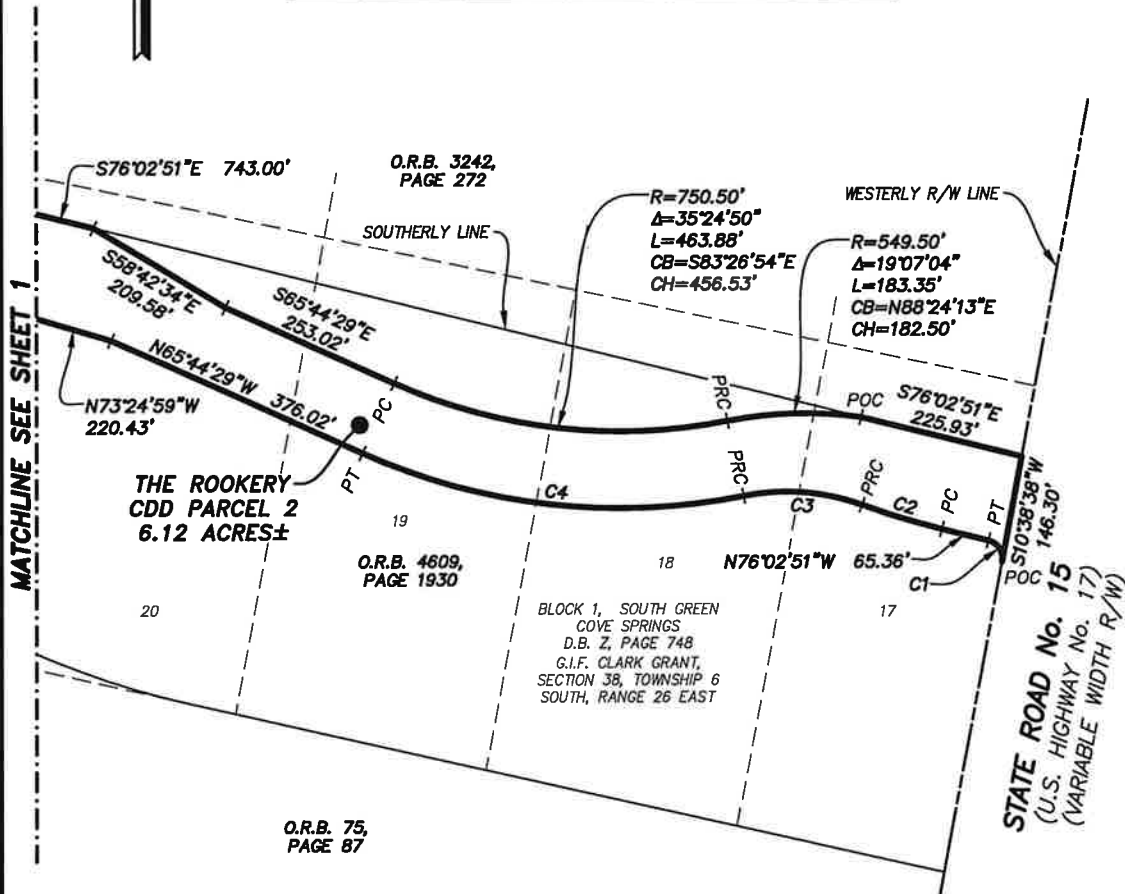 S76°02'51"E 743.00'
O.R.B. 3242,
PAGE 272
SOUTHERLY LINE
R=750.50'
Δ=35°24'50"
L=463.88'
CB=S83°26'54"E
CH=456.53'
WESTERLY R/W LINE
R=549.50'
Δ=19°07'04"
L=183.35'
CB=N88°24'13"E
CH=182.50'
MATCHLINE SEE SHEET 1
S58°42'34"E
209.58'
S65°44'29"E
253.02'
N65°44'29"W
376.02'
N73°24'59"W
220.43'
PC
PT
PRC
POC
S76°02'51"E
225.93'
PRC
PRC
PC
PT
C4
C3
C2
C1
POC
N76°02'51"W 65.36'
S10°38'38"W
146.30'
THE ROOKERY
CDD PARCEL 2
6.12 ACRES±
19
O.R.B. 4609,
PAGE 1930
18
17
20
BLOCK 1, SOUTH GREEN
COVE SPRINGS
D.B. Z, PAGE 748
G.I.F. CLARK GRANT,
SECTION 38, TOWNSHIP 6
SOUTH, RANGE 26 EAST
STATE ROAD No. 15
(U.S. HIGHWAY No. 17)
(VARIABLE WIDTH R/W)
O.R.B. 75,
PAGE 87